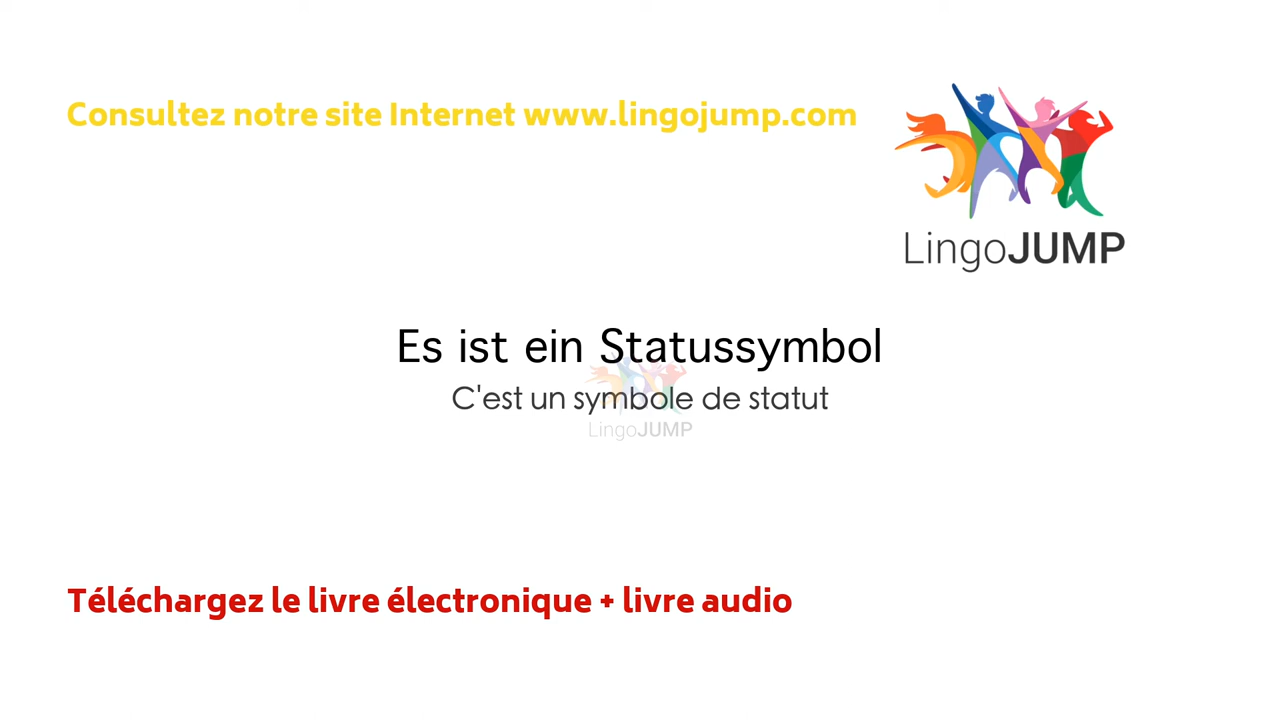 Consultez notre site Internet www.lingojump.com
LingoJUMP
Es ist ein Statussymbol
C'est un symbole de statut
LingoJUMP
Téléchargez le livre électronique + livre audio